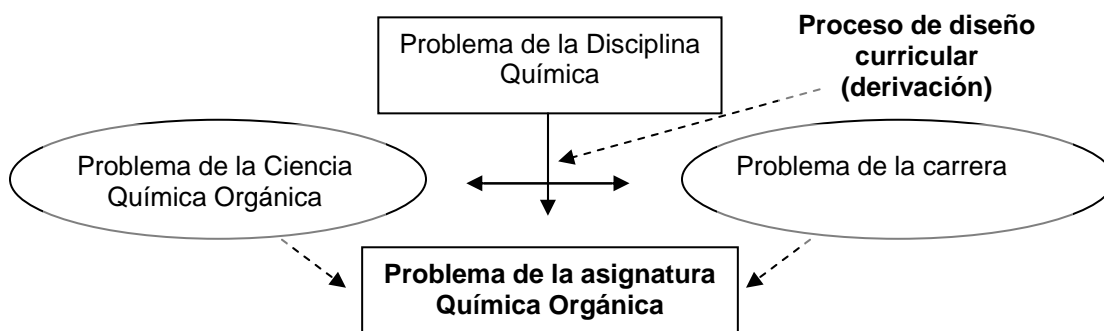 Problema de la Disciplina
Química
Proceso de diseño
curricular
(derivación)
Problema de la Ciencia
Química Orgánica
Problema de la carrera
Problema de la asignatura
Química Orgánica